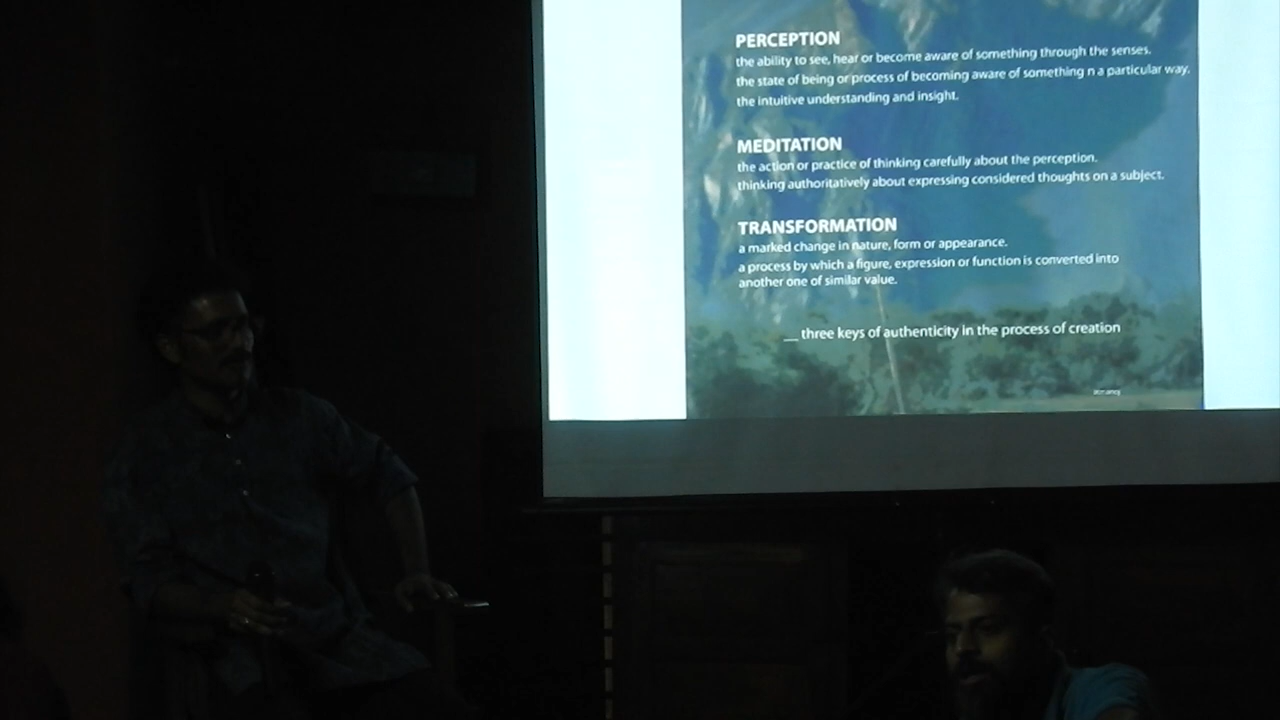 PERCEPTION
the ability to see, hear or become aware of something through the senses.
the state of being or process of becoming aware of something n a particular way.
the intuitive understanding and insight.
MEDITATION
the action or practice of thinking carefully about the perception.
thinking authoritatively about expressing considered thoughts on a subject.
TRANSFORMATION
a marked change in nature, form or appearance.
a process by which a figure, expression or function is converted into
another one of similar value.
__ three keys of authenticity in the process of creation